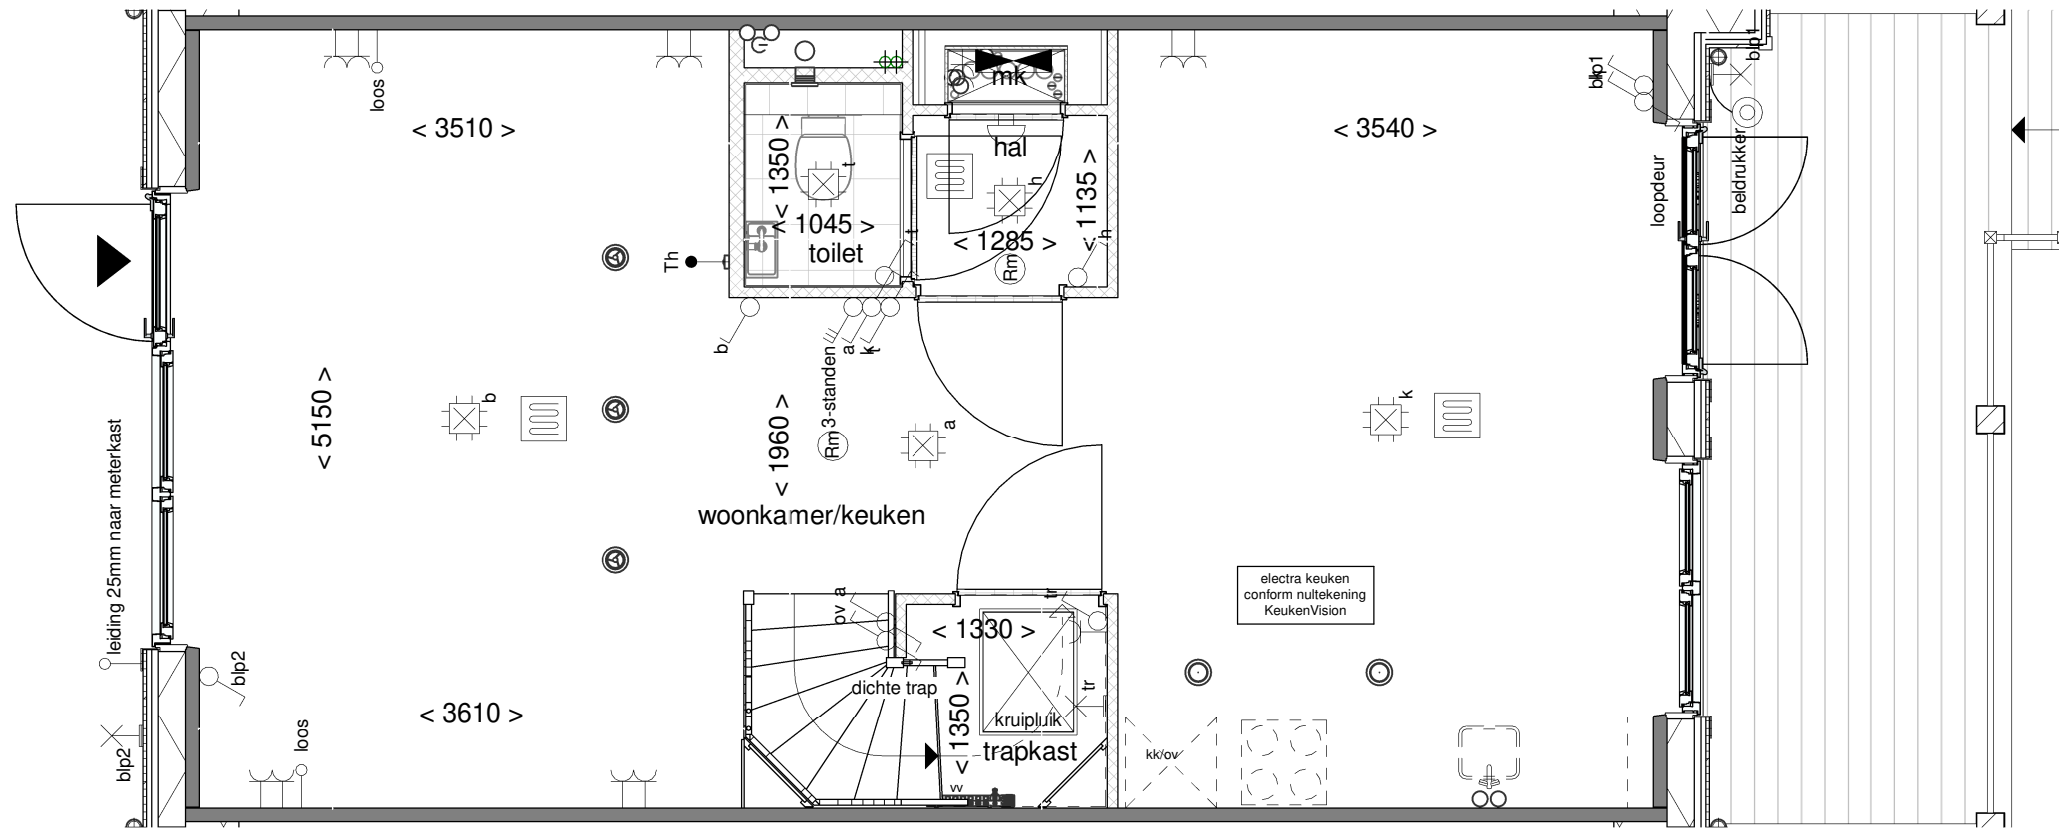 mk
loos
blp1
< 3510 >
< 3540 >
< 1350 >
hal
t
< 1135 >
h
loopdeur
beldrukker
< 1045 >
toilet
t
< 1285 >
h
Rm
Th
b
3-standen
a
k
t
< 5150 >
b
< 1960 >
Rm
a
k
woonkamer/keuken
leiding 25mm naar meterkast
electra keuken
conform nultekening
KeukenVision
ov a
tr
< 1330 >
blp2
dichte trap
tr
< 3610 >
< 1350 >
kruipluik
trapkast
loos
blp2
kk/ov
vv